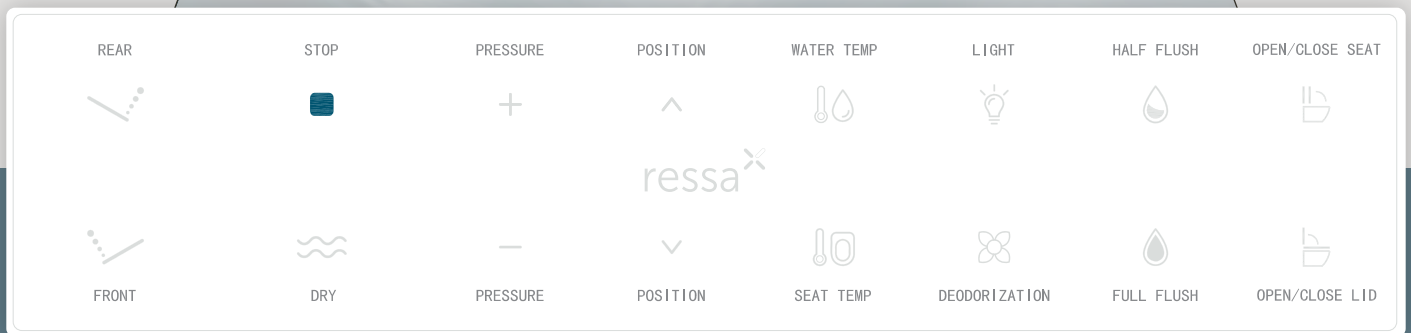 REAR STOP PRESSURE POSITION WATER TEMP LIGHT HALF FLUSH OPEN/CLOSE SEAT
ressa
FRONT DRY PRESSURE POSITION SEAT TEMP DEODORIZATION FULL FLUSH OPEN/CLOSE LID